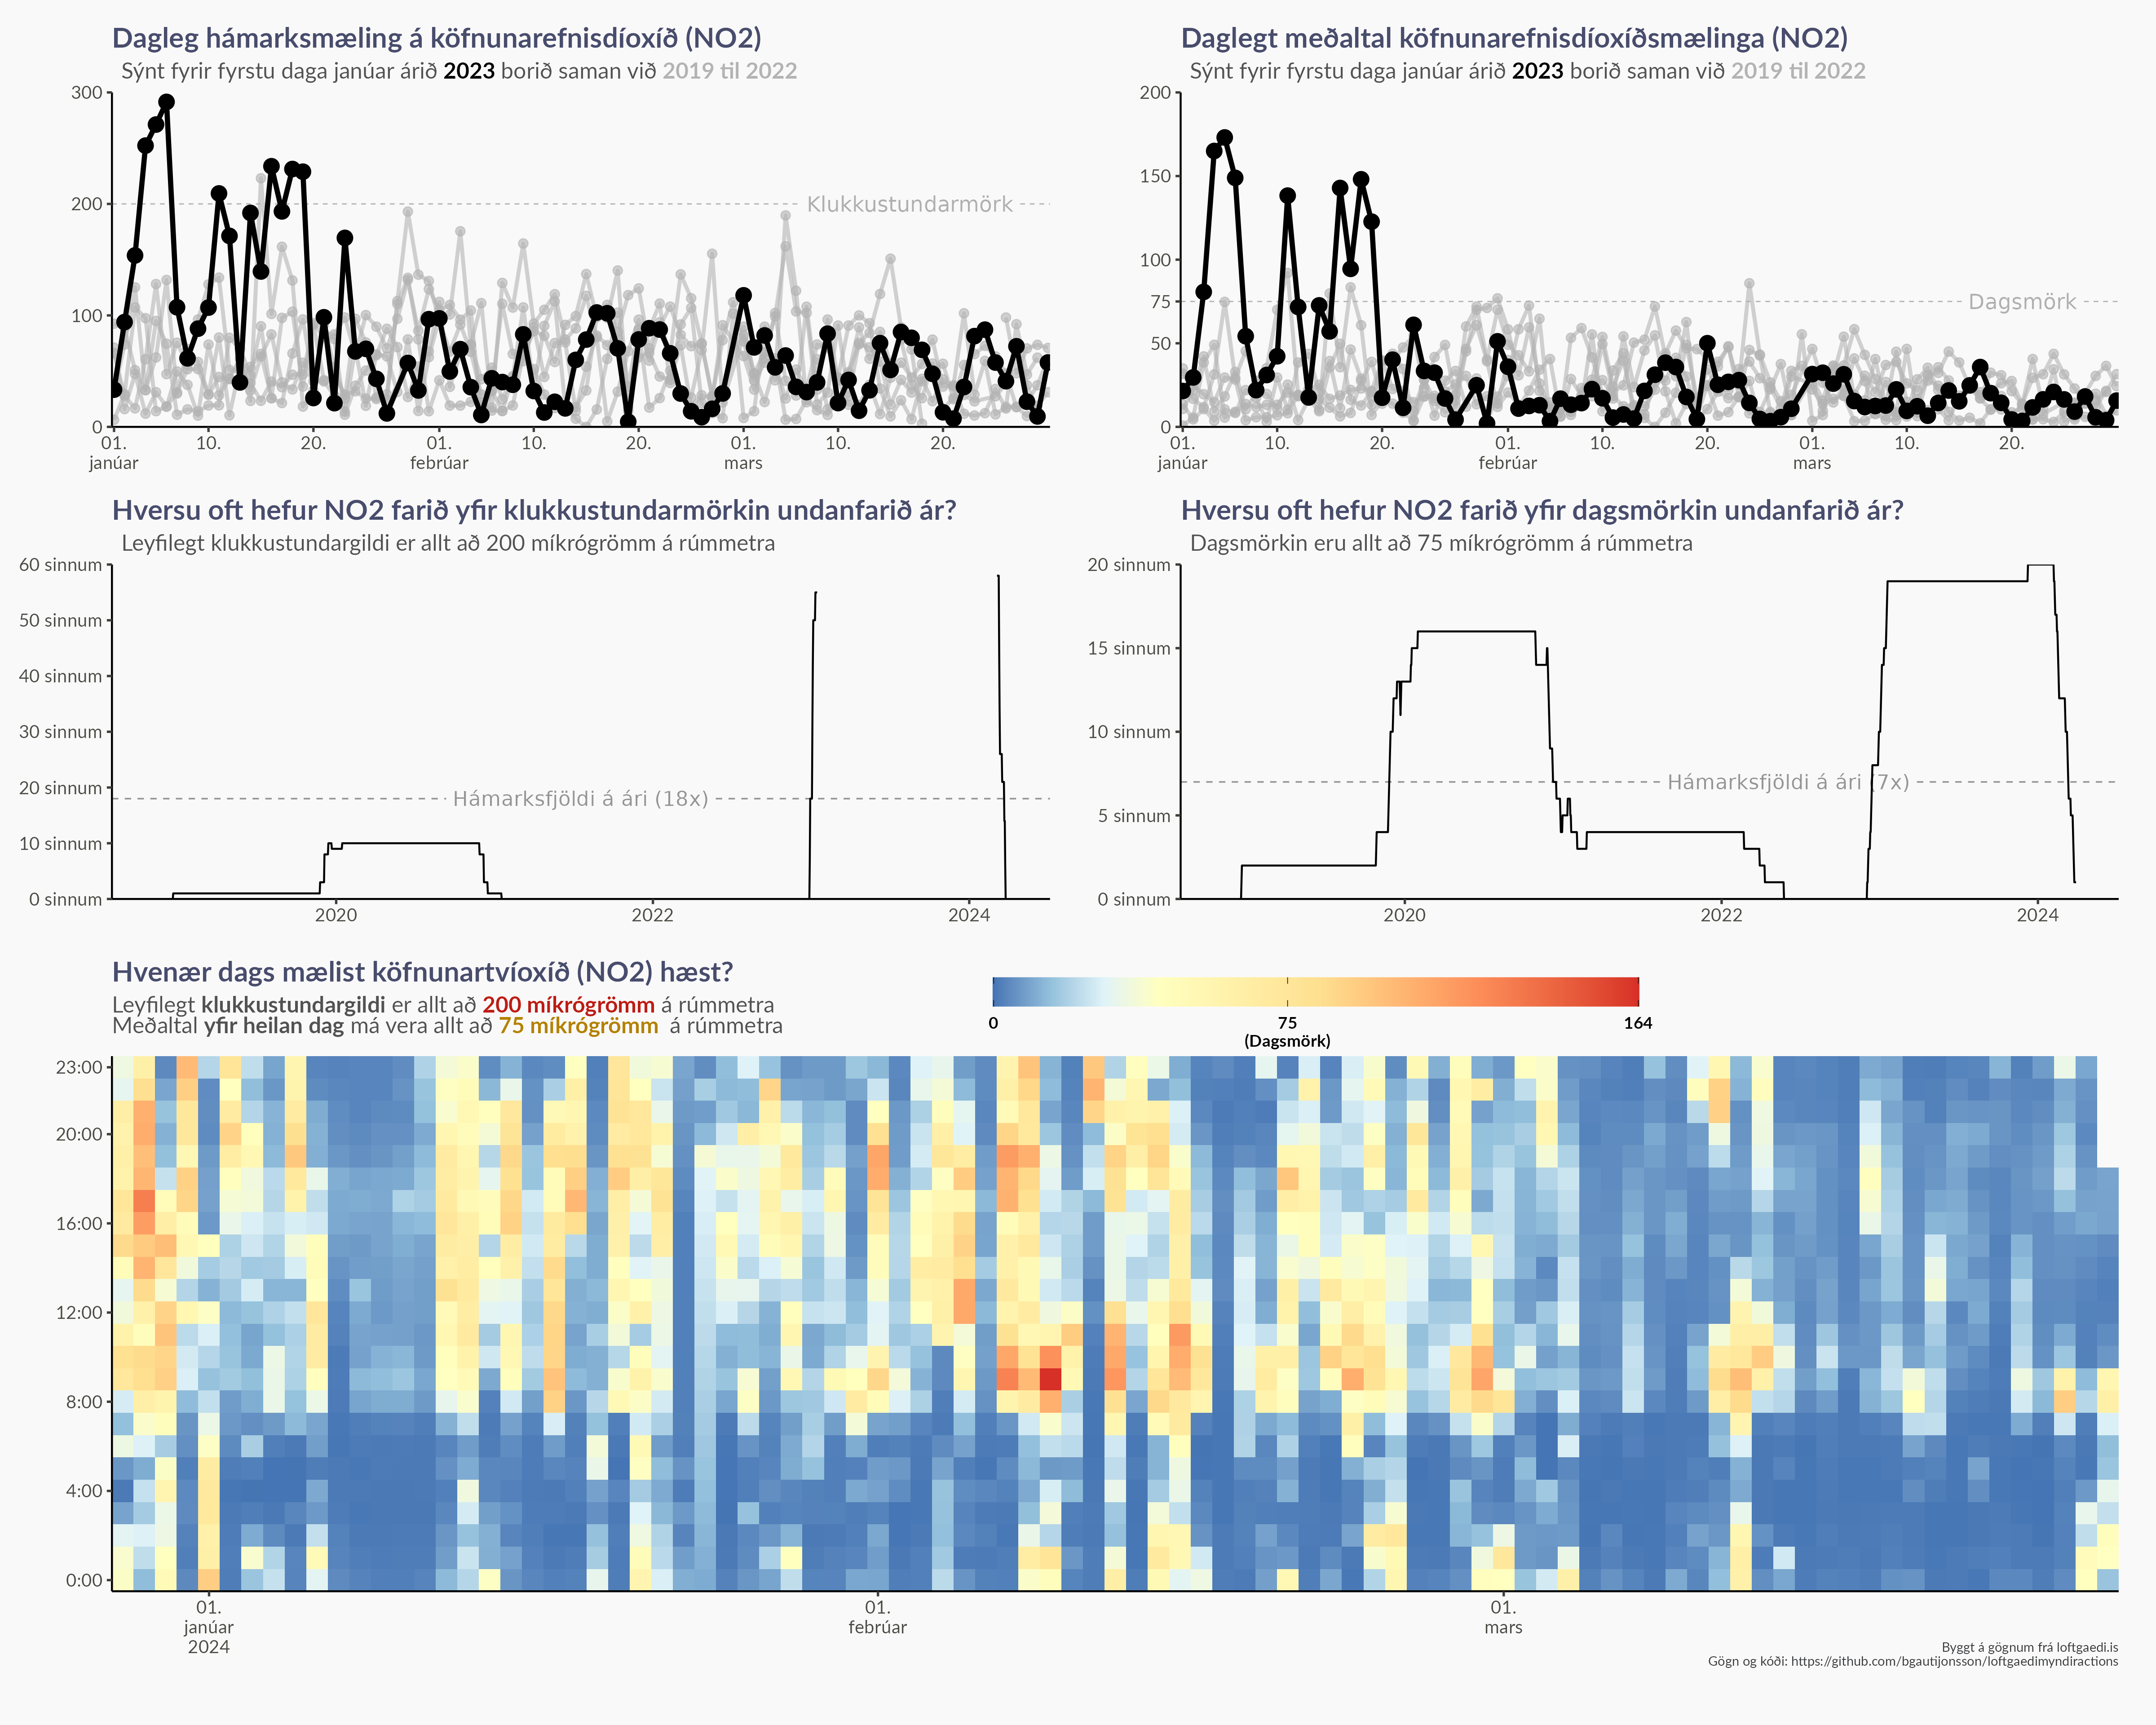 Dagleg hámarksmæling á köfnunarefnisdíoxíð (NO2)
Sýnt fyrir fyrstu daga janúar árið 2023 borið saman við 2019 til 2022
300
200
100
0
Klukkustundarmörk
01. 10. 20. 01. 10. 20. 01. 10. 20.
janúar febrúar mars
Daglegt meðaltal köfnunarefnisdíoxíðsmælinga (NO2)
Sýnt fyrir fyrstu daga janúar árið 2023 borið saman við 2019 til 2022
200
150
100
75
50
0
Dagsmörk
01. 10. 20. 01. 10. 20. 01. 10. 20.
janúar febrúar mars
Hversu oft hefur NO2 farið yfir klukkustundarmörkin undanfarið ár?
Leyfilegt klukkustundargildi er allt að 200 míkrógrömm á rúmmetra
60 sinnum
50 sinnum
40 sinnum
30 sinnum
20 sinnum
10 sinnum
0 sinnum
Hámarksfjöldi á ári (18x)
2020 2022 2024
Hversu oft hefur NO2 farið yfir dagsmörkin undanfarið ár?
Dagsmörkin eru allt að 75 míkrógrömm á rúmmetra
20 sinnum
15 sinnum
10 sinnum
5 sinnum
0 sinnum
Hámarksfjöldi á ári (7x)
2020 2022 2024
Hvenær dags mælist köfnunartvíoxíð (NO2) hæst?
Leyfilegt klukkustundargildi er allt að 200 míkrógrömm á rúmmetra
Meðaltal yfir heilan dag má vera allt að 75 míkrógrömm á rúmmetra
0 75 164
(Dagsmörk)
23:00
20:00
16:00
12:00
8:00
4:00
0:00
01. 01. 01.
janúar febrúar mars
2024
Byggt á gögnum frá loftgaedi.is
Gögn og kóði: https://github.com/bgautijonsson/loftgaedimyndiractions